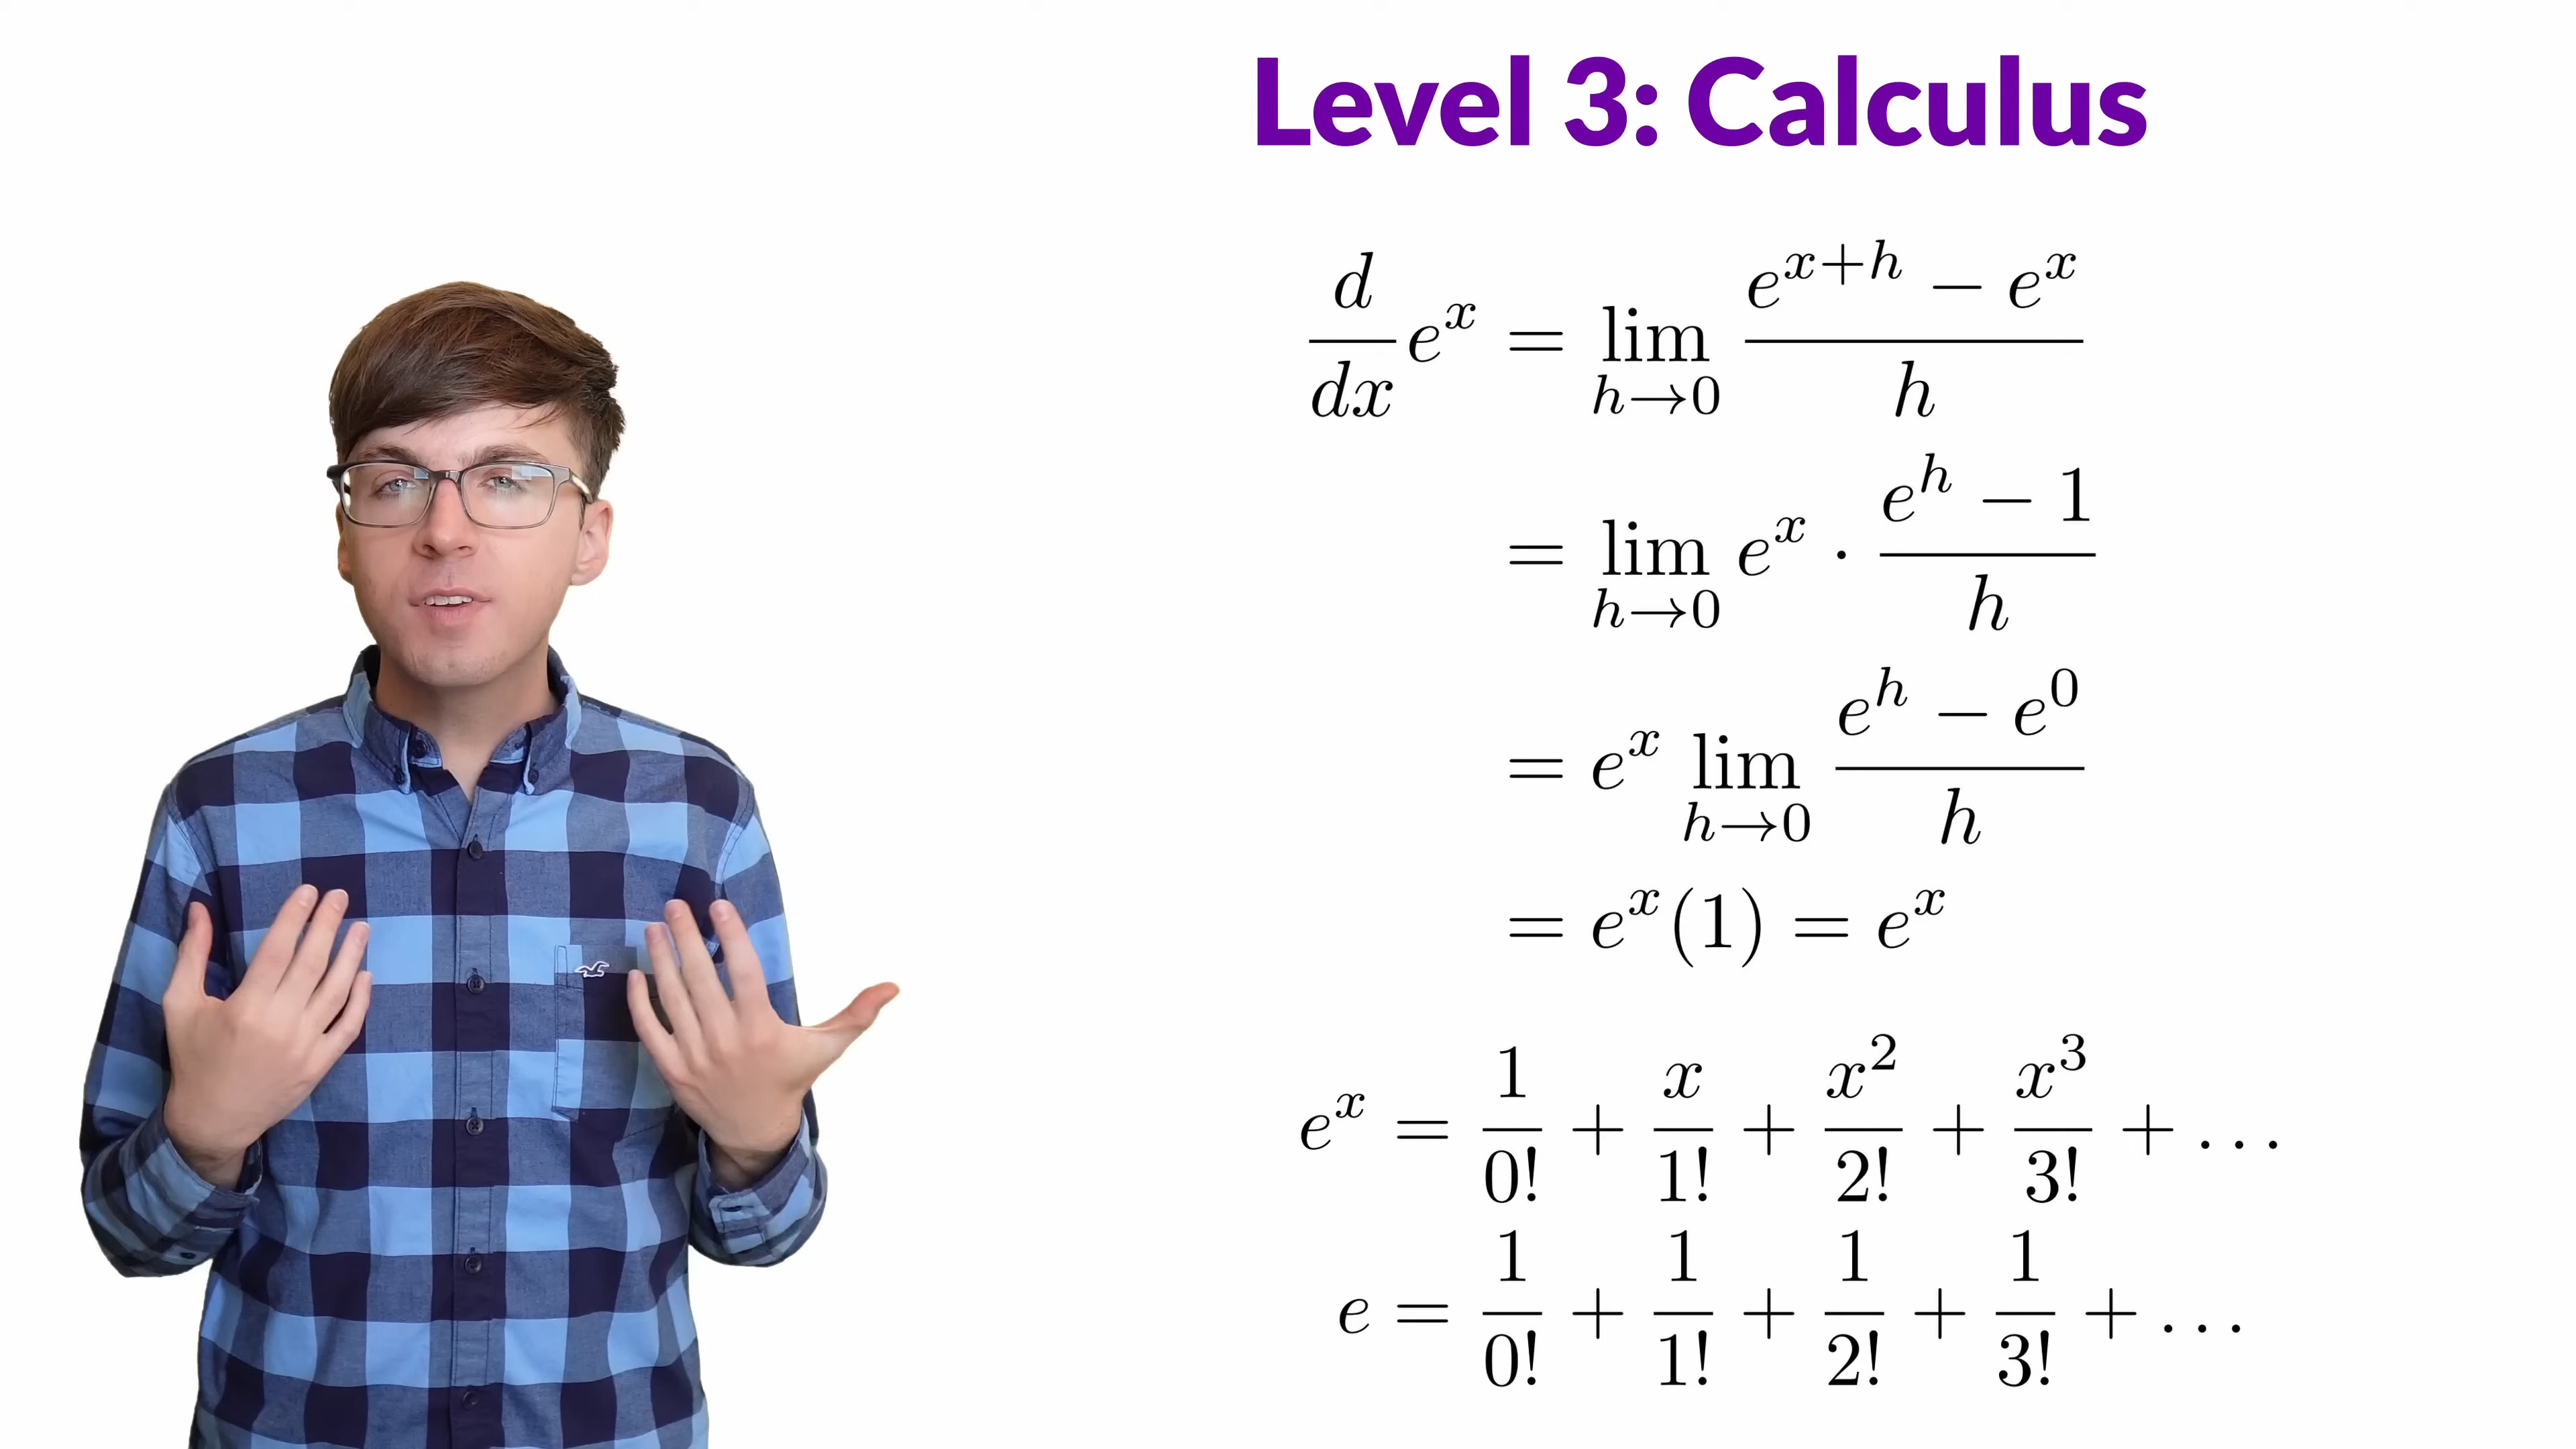 Level 3: Calculus
d/dx e^x = lim_{h→0} (e^{x+h} − e^x)/h
= lim_{h→0} e^x · (e^h − 1)/h
= e^x lim_{h→0} (e^h − e^0)/h
= e^x(1) = e^x
e^x = 1/0! + x/1! + x^2/2! + x^3/3! + ...
e = 1/0! + 1/1! + 1/2! + 1/3! + ...